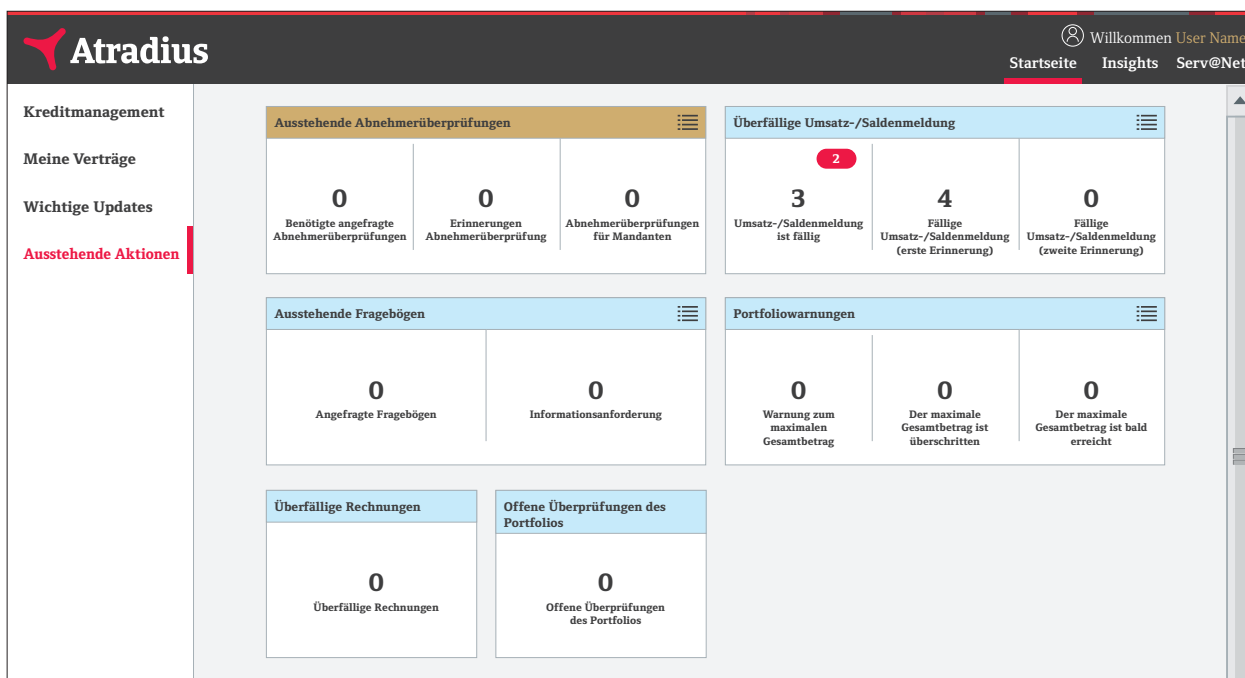 Atradius
Willkommen User Name
Startseite Insights Serv@Net
Kreditmanagement
Meine Verträge
Wichtige Updates
Ausstehende Aktionen
Ausstehende Abnehmerüberprüfungen
0
Benötigte angefragte
Abnehmerüberprüfungen
0
Erinnerungen
Abnehmerüberprüfung
0
Abnehmerüberprüfungen
für Mandanten
Überfällige Umsatz-/Saldenmeldung
2
3
Umsatz-/Saldenmeldung
ist fällig
4
Fällige
Umsatz-/Saldenmeldung
(erste Erinnerung)
0
Fällige
Umsatz-/Saldenmeldung
(zweite Erinnerung)
Ausstehende Fragebögen
0
Angefragte Fragebögen
0
Informationsanforderung
Portfoliowarnungen
0
Warnung zum
maximalen
Gesamtbetrag
0
Der maximale
Gesamtbetrag ist
überschritten
0
Der maximale
Gesamtbetrag ist bald
erreicht
Überfällige Rechnungen
0
Überfällige Rechnungen
Offene Überprüfungen des
Portfolios
0
Offene Überprüfungen
des Portfolios